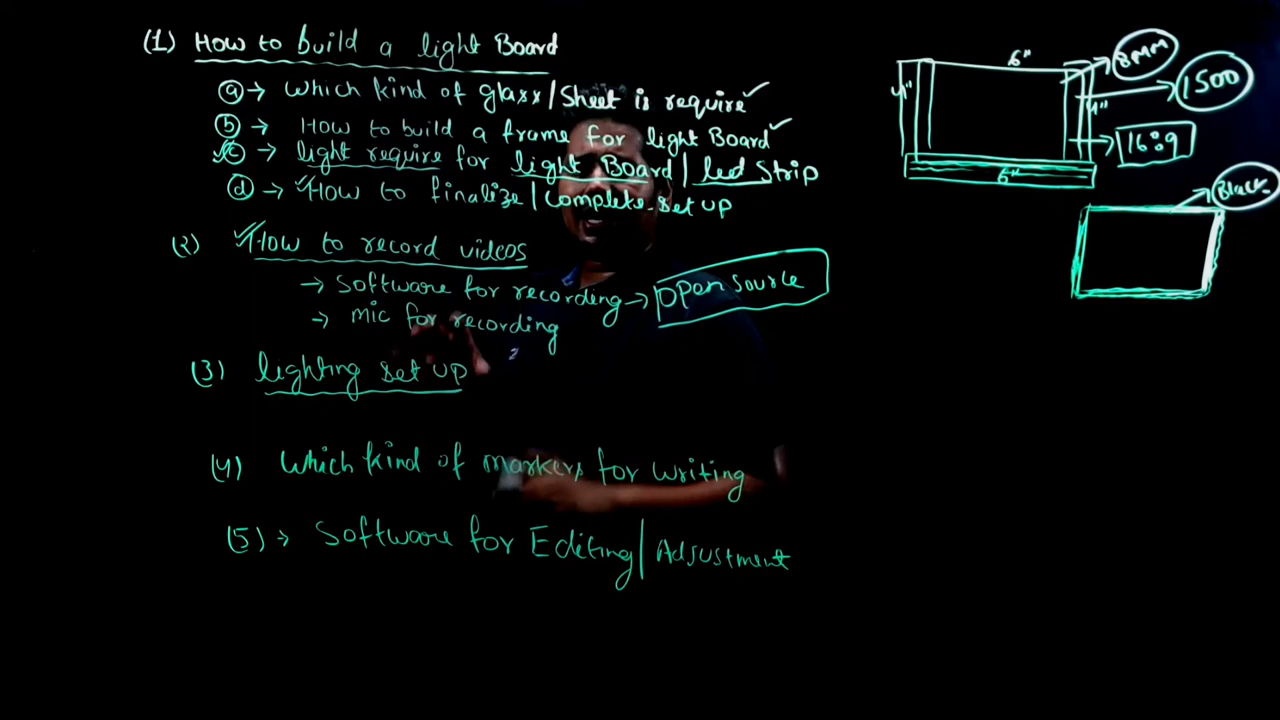 (1) How to build a light Board
(a) → which kind of glass/Sheet is require
(b) → How to build a frame for light Board
(c) → light require for light Board/led Strip
(d) → How to finalize/Complete set up
(2) How to record videos
→ Software for recording → Open Source
→ Mic for recording
(3) lighting set up
(4) Which kind of markers for writing
(5) → Software for Editing/Adjustment
6"
8MM
4"
4"
1500
16:9
6"
Black